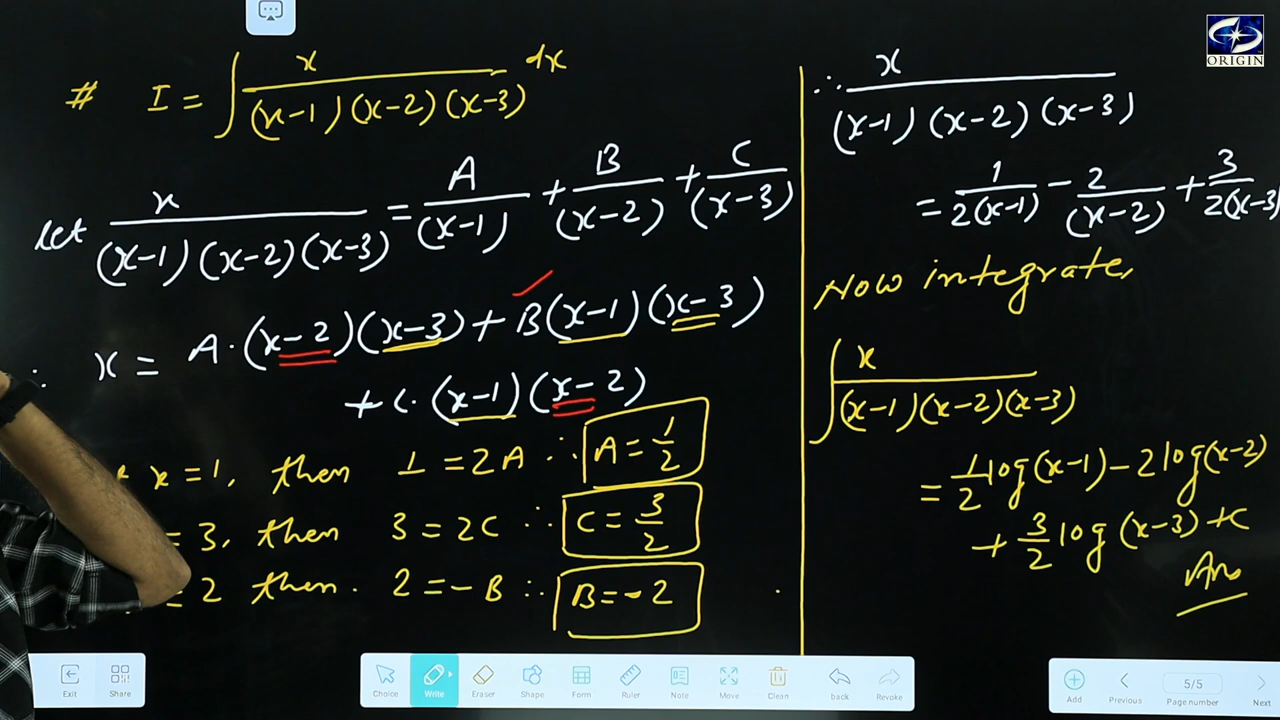 # I = ∫ x / (x-1)(x-2)(x-3) dx
let x / (x-1)(x-2)(x-3) = A / (x-1) + B / (x-2) + C / (x-3)
∴ x = A·(x-2)(x-3) + B(x-1)(x-3)
+ C·(x-1)(x-2)
x = 1, then 1 = 2A ∴ A = 1/2
= 3, then 3 = 2C ∴ C = 3/2
= 2 then. 2 = -B ∴ B = -2
∴ x / (x-1)(x-2)(x-3)
= 1 / 2(x-1) - 2 / (x-2) + 3 / 2(x-3
Now integrate,
∫ x / (x-1)(x-2)(x-3)
= 1/2 log(x-1) - 2 log(x-2)
+ 3/2 log(x-3) + C
Ans
ORIGIN
Exit
Share
Choice
Write
Eraser
Shape
Form
Ruler
Note
Move
Clean
back
Revoke
Add
Previous
5/5
Page number
Next